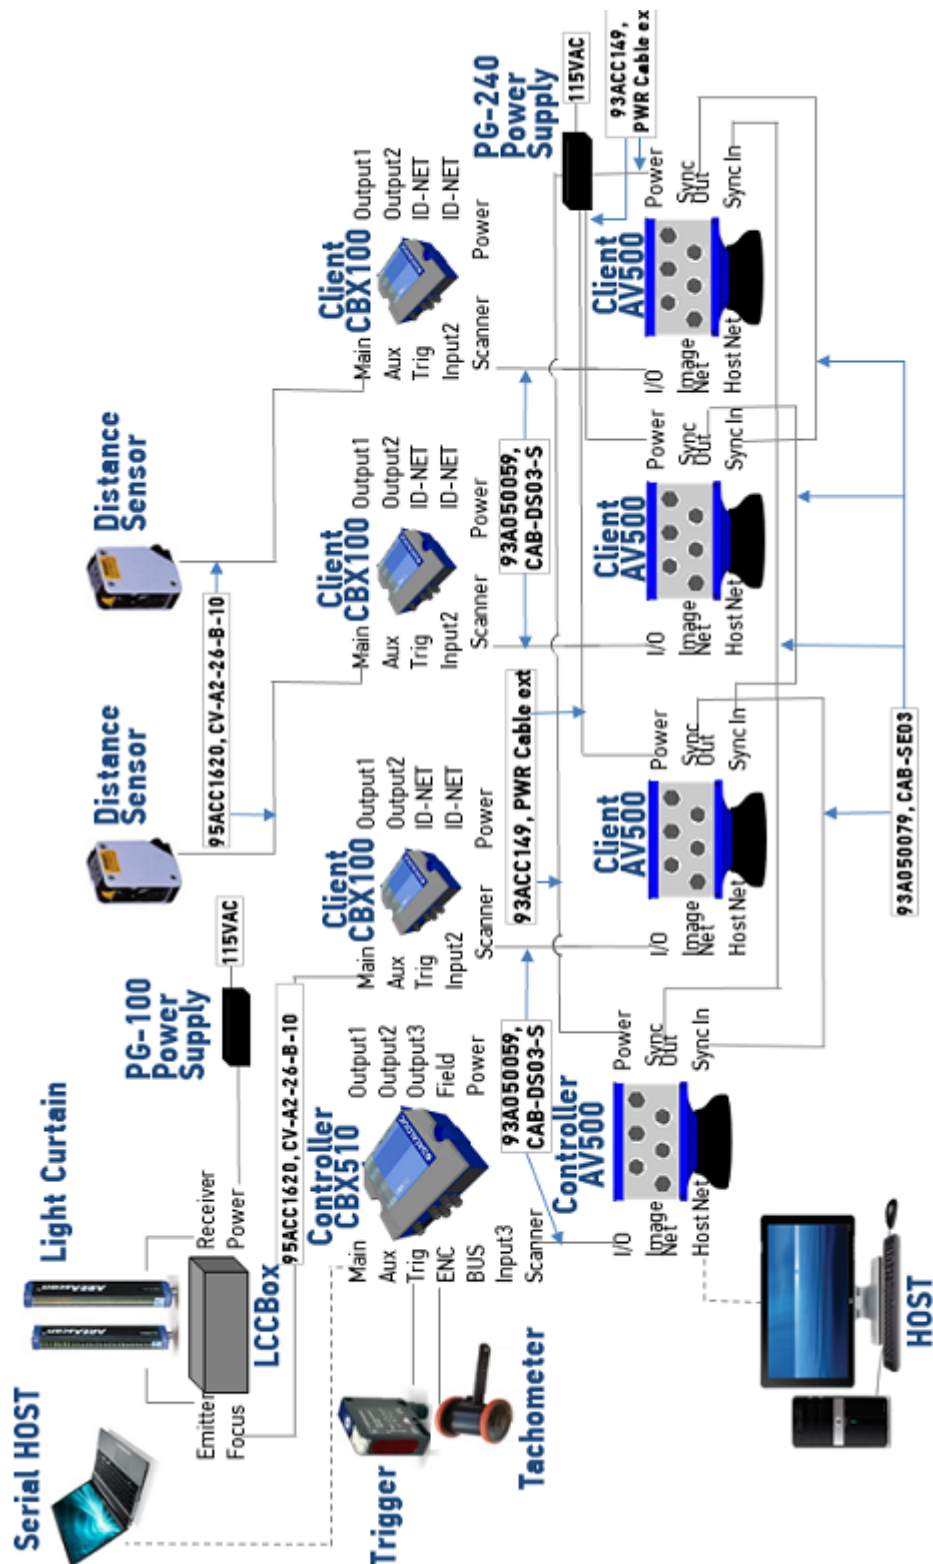 Serial HOST
Light Curtain
Emitter
Focus
Receiver
Power
LCCBox
PG-100
Power
Supply
115VAC
Distance
Sensor
Distance
Sensor
95ACC1620, CV-A2-26-B-10
95ACC1620, CV-A2-26-B-10
Trigger
Tachometer
Controller
CBX510
Main
Aux
Trig
ENC
BUS
Input3
Scanner
Output1
Output2
Output3
Field
Power
Client
CBX100
Main
Aux
Trig
Input2
Scanner
Output1
Output2
ID-NET
ID-NET
Power
Client
CBX100
Main
Aux
Trig
Input2
Scanner
Output1
Output2
ID-NET
ID-NET
Power
Client
CBX100
Main
Aux
Trig
Input2
Scanner
Output1
Output2
ID-NET
ID-NET
Power
PG-240
Power
Supply
115VAC
93ACC149,
PWR Cable ex
93A050059,
CAB-DS03-S
93ACC149, PWR Cable ext
93A050059,
CAB-DS03-S
Controller
AV500
I/O
Image
Net
Host Net
Power
Sync
Out
Sync In
Client
AV500
I/O
Image
Net
Host Net
Power
Sync
Out
Sync In
Client
AV500
I/O
Image
Net
Host Net
Power
Sync
Out
Sync In
Client
AV500
I/O
Image
Net
Host Net
Power
Sync
Out
Sync In
93A050079, CAB-SE03
HOST